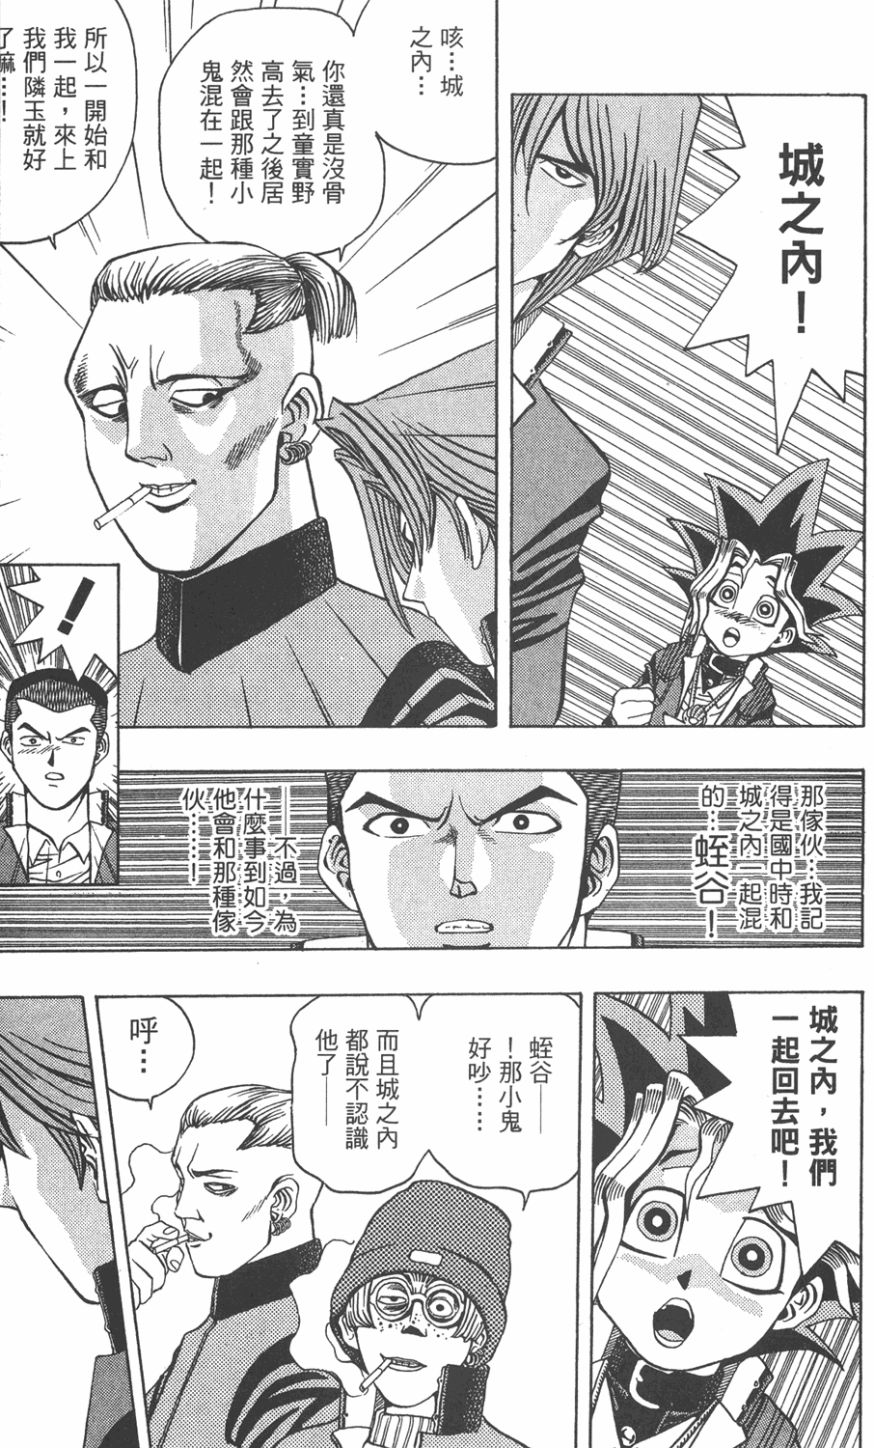 城之內！
咳…城
之內…
你還真是沒骨
氣…到童實野
高去了之後居
然會跟那種小
鬼混在一起！
所以一開始和
我一起，來上
我們隣玉就好
了嘛…！
那傢伙…我記
得是國中時和
城之內一起混
的…蛭谷！
——不過，為
什麼事到如今
他會和那種傢
伙………！
！
城之內，我們
一起回去吧！
蛭谷——
！那小鬼
好吵……
而且城之內
都說不認識
他了——
呼…